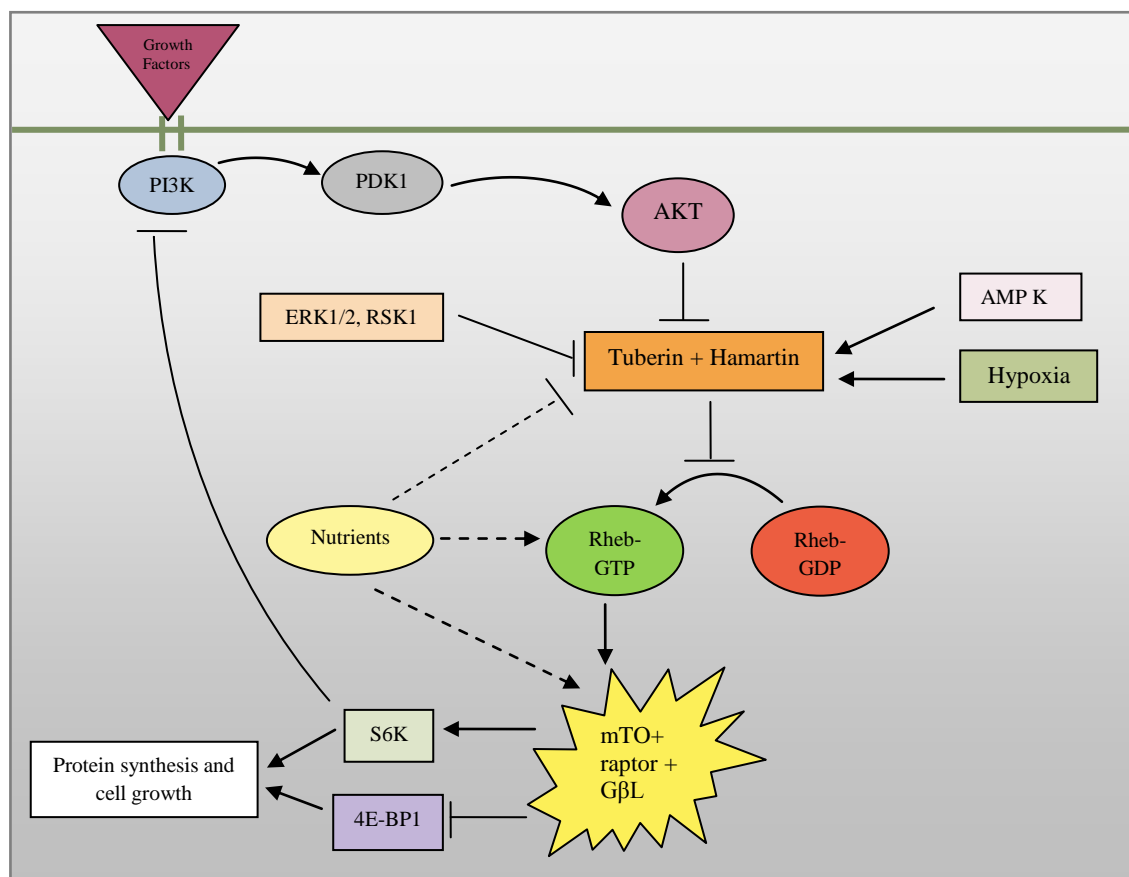 Growth
Factors
PI3K
PDK1
AKT
ERK1/2, RSK1
AMP K
Tuberin + Hamartin
Hypoxia
Nutrients
Rheb-
GTP
Rheb-
GDP
S6K
mTO+
raptor +
GβL
Protein synthesis and
cell growth
4E-BP1